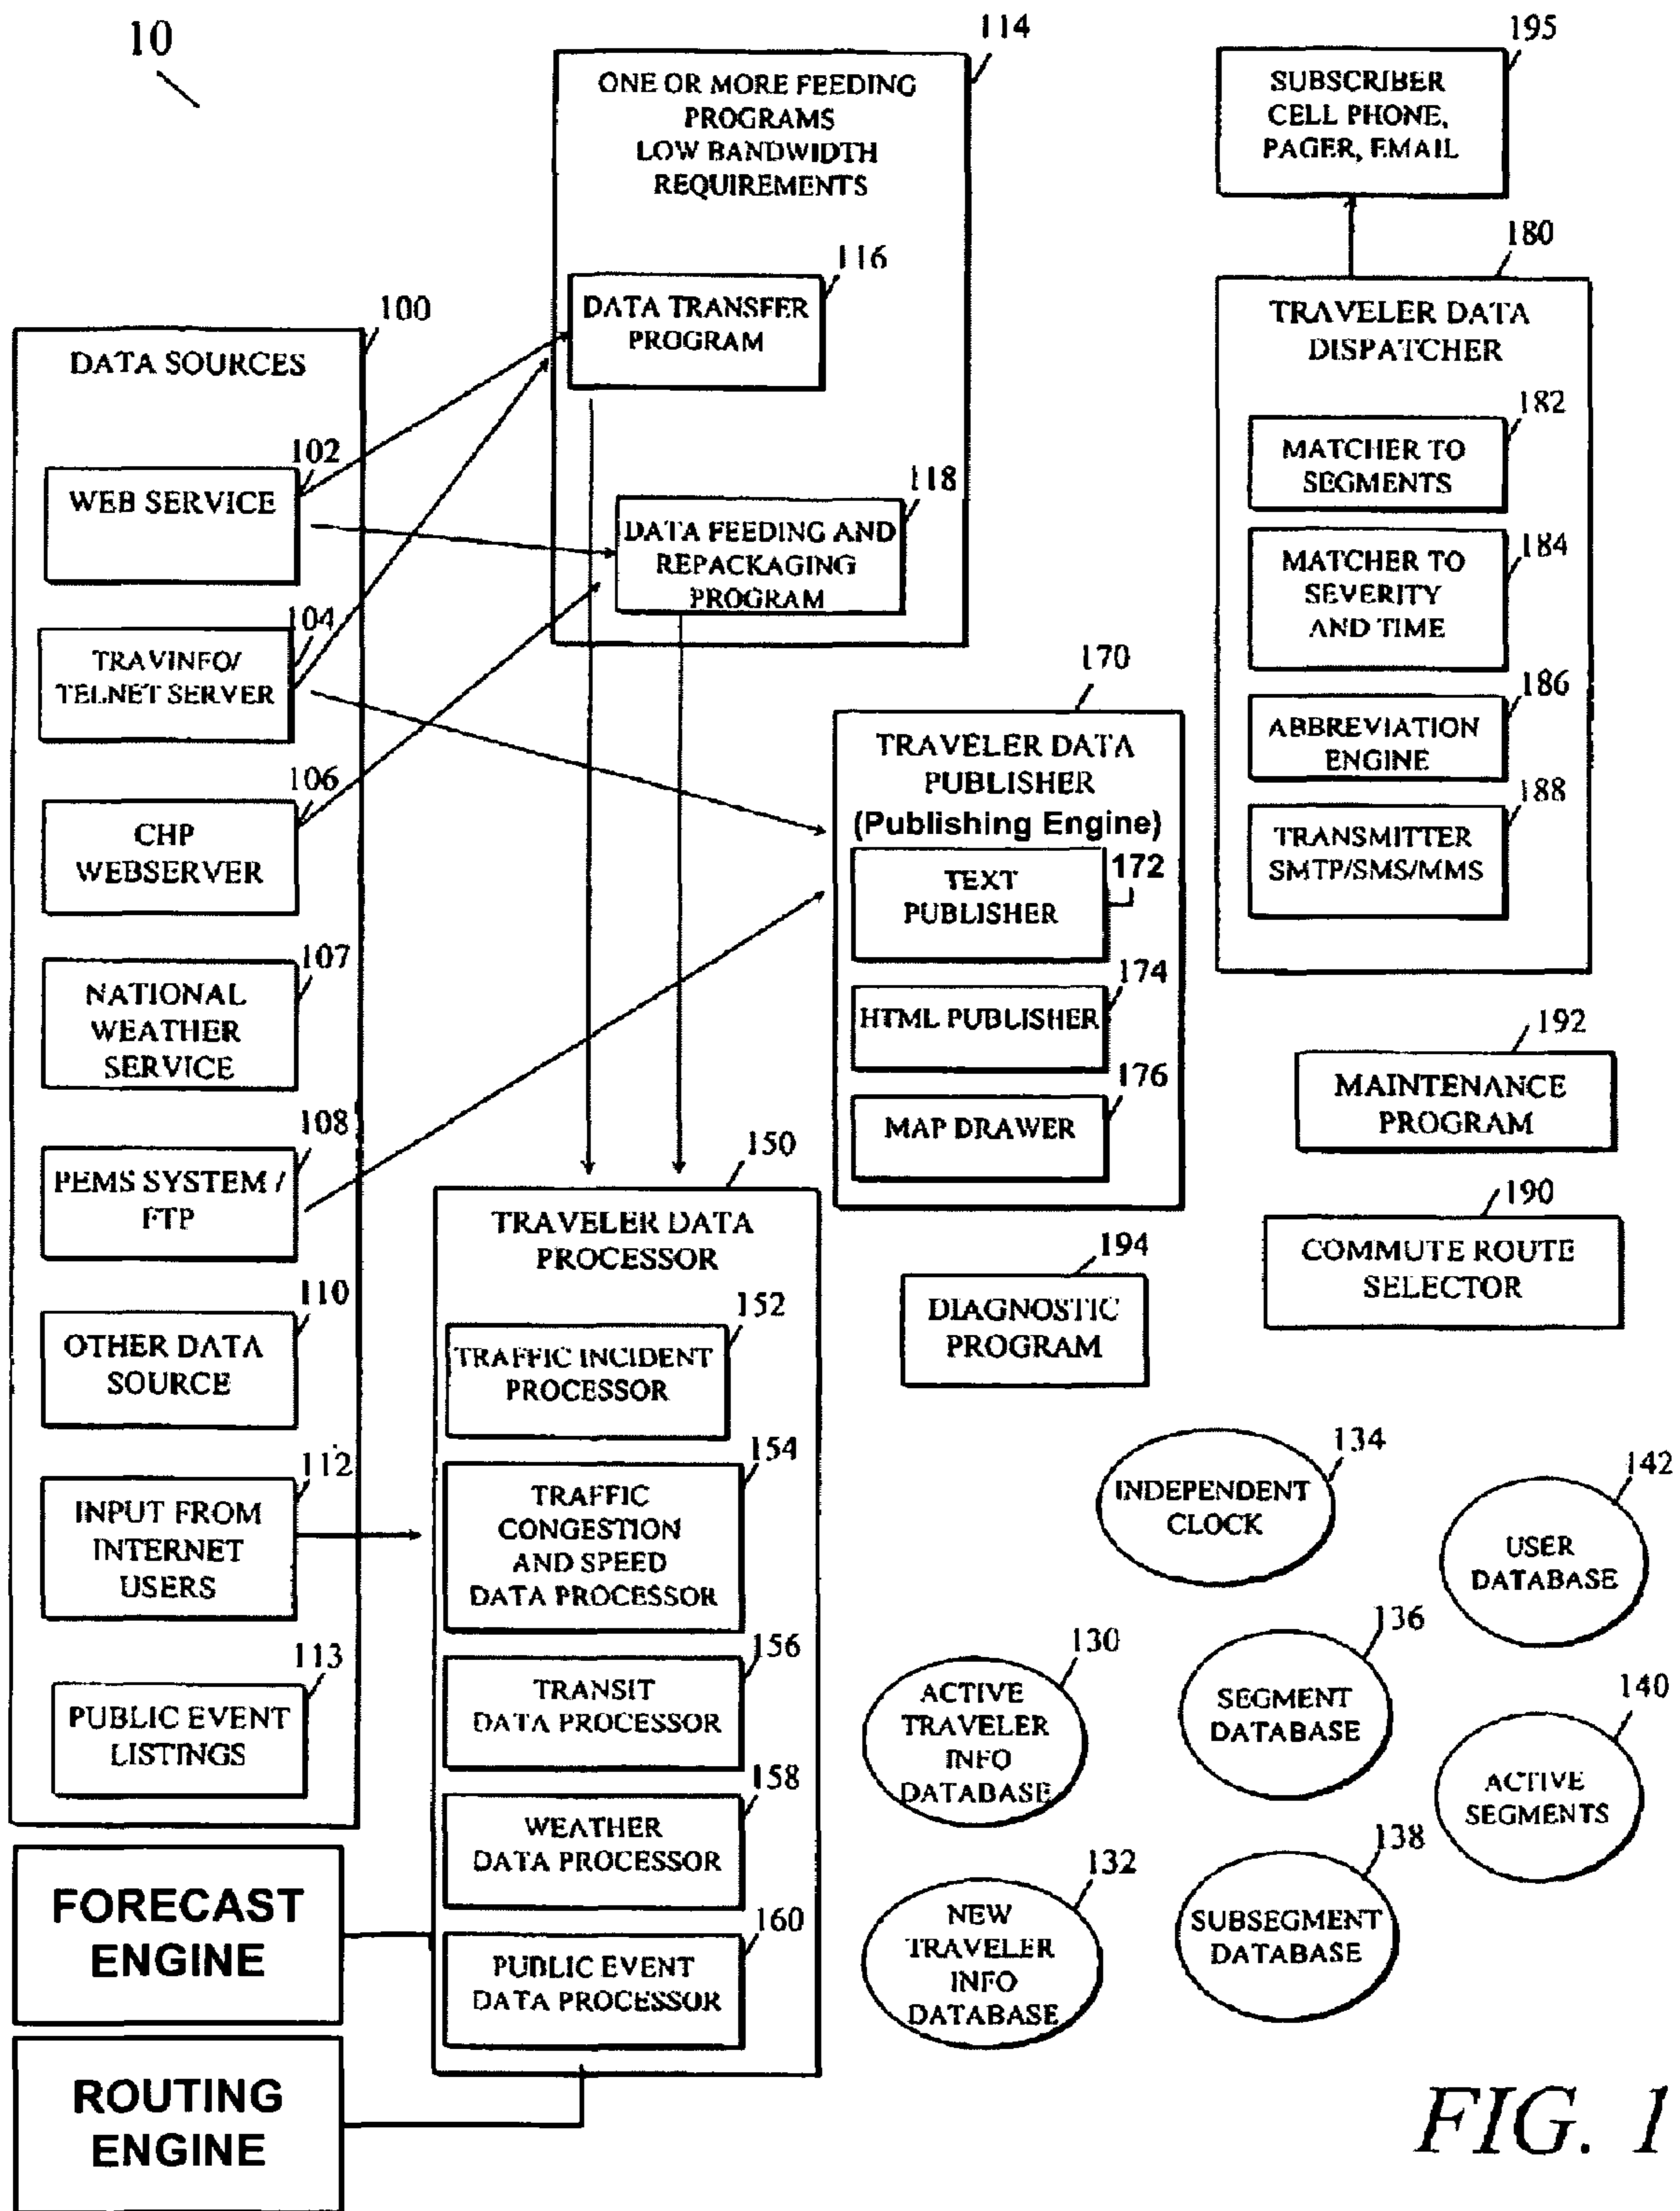 10
100
DATA SOURCES
102
WEB SERVICE
104
TRAVINFO/
TELNET SERVER
106
CHP
WEBSERVER
107
NATIONAL
WEATHER
SERVICE
108
PEMS SYSTEM /
FTP
110
OTHER DATA
SOURCE
112
INPUT FROM
INTERNET
USERS
113
PUBLIC EVENT
LISTINGS
FORECAST
ENGINE
ROUTING
ENGINE
114
ONE OR MORE FEEDING
PROGRAMS
LOW BANDWIDTH
REQUIREMENTS
116
DATA TRANSFER
PROGRAM
118
DATA FEEDING AND
REPACKAGING
PROGRAM
150
TRAVELER DATA
PROCESSOR
152
TRAFFIC INCIDENT
PROCESSOR
154
TRAFFIC
CONGESTION
AND SPEED
DATA PROCESSOR
156
TRANSIT
DATA PROCESSOR
158
WEATHER
DATA PROCESSOR
160
PUBLIC EVENT
DATA PROCESSOR
170
TRAVELER DATA
PUBLISHER
(Publishing Engine)
172
TEXT
PUBLISHER
174
HTML PUBLISHER
176
MAP DRAWER
195
SUBSCRIBER
CELL PHONE,
PAGER, EMAIL
180
TRAVELER DATA
DISPATCHER
182
MATCHER TO
SEGMENTS
184
MATCHER TO
SEVERITY
AND TIME
186
ABBREVIATION
ENGINE
188
TRANSMITTER
SMTP/SMS/MMS
192
MAINTENANCE
PROGRAM
190
COMMUTE ROUTE
SELECTOR
194
DIAGNOSTIC
PROGRAM
134
INDEPENDENT
CLOCK
142
USER
DATABASE
130
ACTIVE
TRAVELER
INFO
DATABASE
136
SEGMENT
DATABASE
140
ACTIVE
SEGMENTS
132
NEW
TRAVELER
INFO
DATABASE
138
SUBSEGMENT
DATABASE
FIG. 1